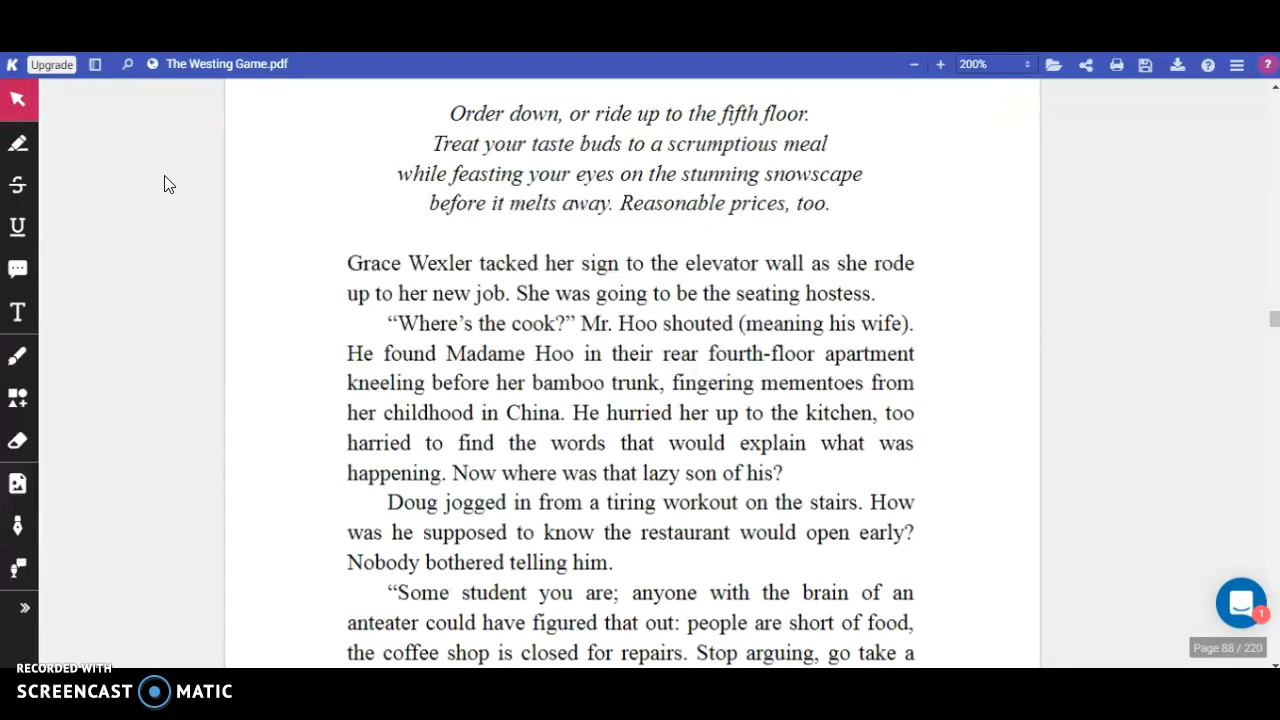 Upgrade
The Westing Game.pdf
200%
?
Order down, or ride up to the fifth floor.
Treat your taste buds to a scrumptious meal
while feasting your eyes on the stunning snowscape
before it melts away. Reasonable prices, too.
Grace Wexler tacked her sign to the elevator wall as she rode
up to her new job. She was going to be the seating hostess.
“Where’s the cook?” Mr. Hoo shouted (meaning his wife).
He found Madame Hoo in their rear fourth-floor apartment
kneeling before her bamboo trunk, fingering mementoes from
her childhood in China. He hurried her up to the kitchen, too
harried to find the words that would explain what was
happening. Now where was that lazy son of his?
Doug jogged in from a tiring workout on the stairs. How
was he supposed to know the restaurant would open early?
Nobody bothered telling him.
“Some student you are; anyone with the brain of an
anteater could have figured that out: people are short of food,
the coffee shop is closed for repairs. Stop arguing, go take a
1
Page 88 / 220
RECORDED WITH
SCREENCAST MATIC